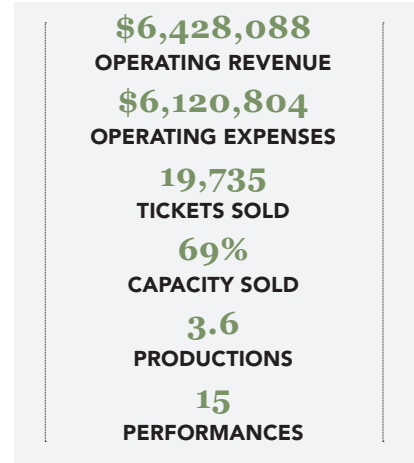 $6,428,088
OPERATING REVENUE
$6,120,804
OPERATING EXPENSES
19,735
TICKETS SOLD
69%
CAPACITY SOLD
3.6
PRODUCTIONS
15
PERFORMANCES